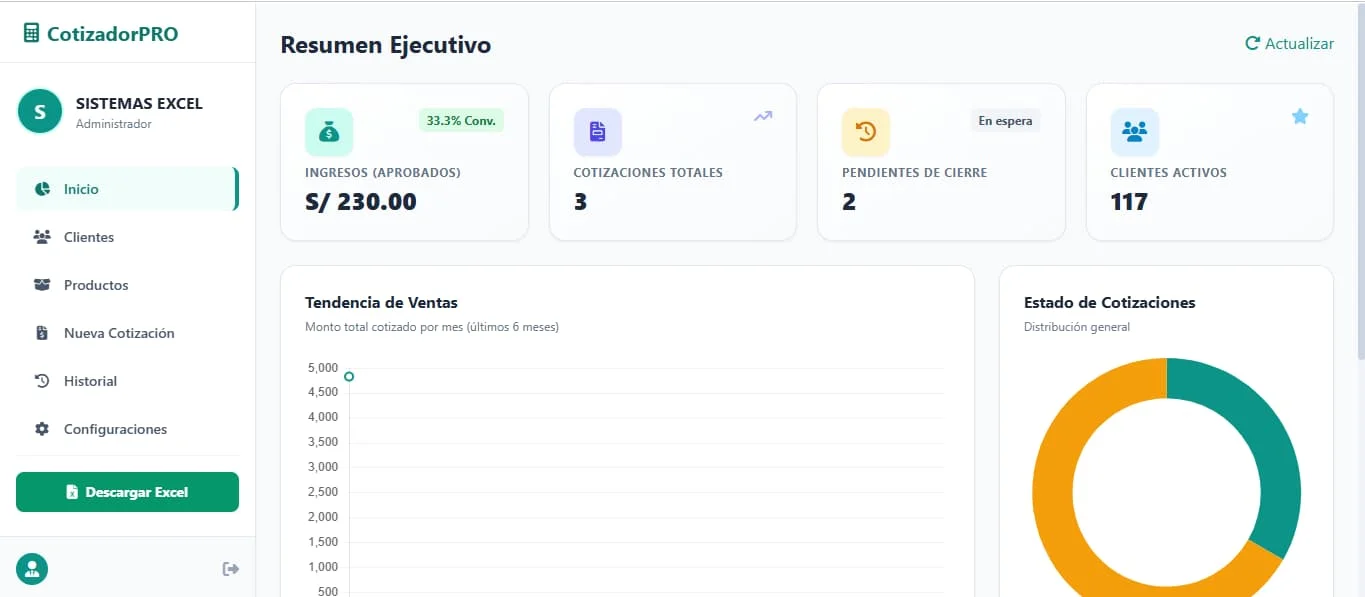 CotizadorPRO
S
SISTEMAS EXCEL
Administrador
Inicio
Clientes
Productos
Nueva Cotización
Historial
Configuraciones
Descargar Excel
Resumen Ejecutivo
Actualizar
33.3% Conv.
INGRESOS (APROBADOS)
S/ 230.00
COTIZACIONES TOTALES
3
En espera
PENDIENTES DE CIERRE
2
CLIENTES ACTIVOS
117
Tendencia de Ventas
Monto total cotizado por mes (últimos 6 meses)
5,000
4,500
4,000
3,500
3,000
2,500
2,000
1,500
1,000
500
Estado de Cotizaciones
Distribución general